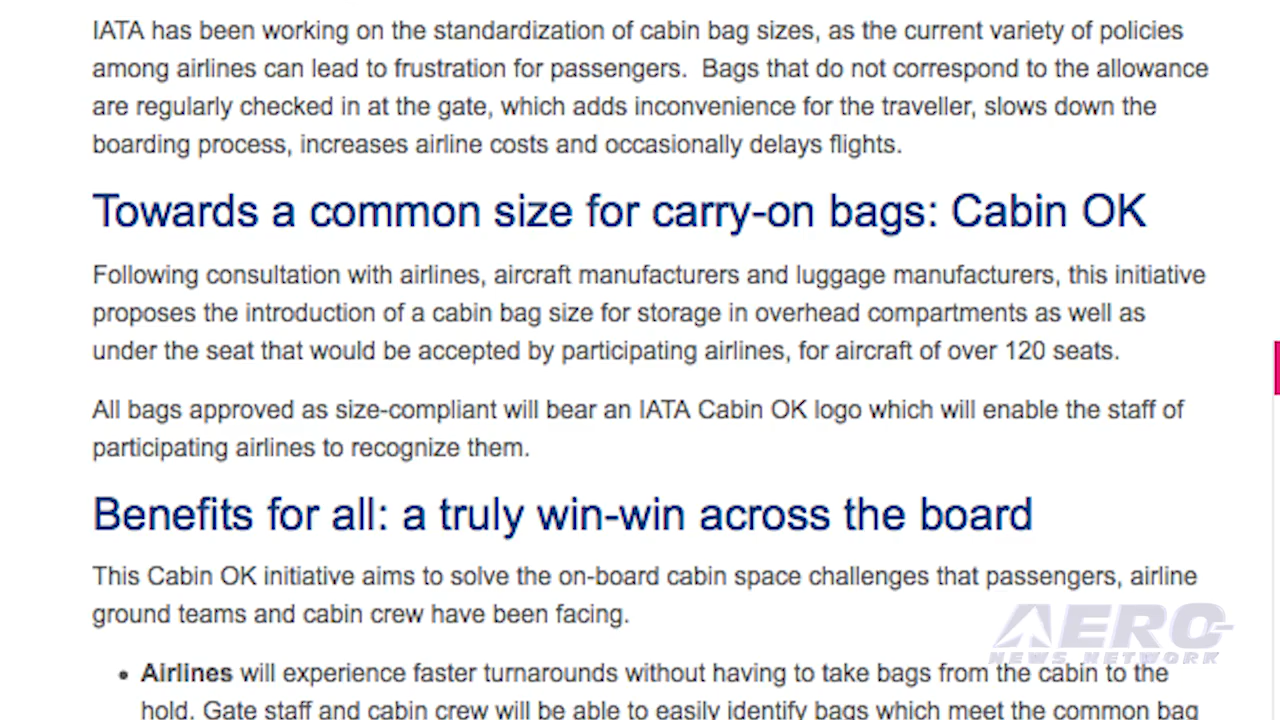 IATA has been working on the standardization of cabin bag sizes, as the current variety of policies
among airlines can lead to frustration for passengers.  Bags that do not correspond to the allowance
are regularly checked in at the gate, which adds inconvenience for the traveller, slows down the
boarding process, increases airline costs and occasionally delays flights.
Towards a common size for carry-on bags: Cabin OK
Following consultation with airlines, aircraft manufacturers and luggage manufacturers, this initiative
proposes the introduction of a cabin bag size for storage in overhead compartments as well as
under the seat that would be accepted by participating airlines, for aircraft of over 120 seats.
All bags approved as size-compliant will bear an IATA Cabin OK logo which will enable the staff of
participating airlines to recognize them.
Benefits for all: a truly win-win across the board
This Cabin OK initiative aims to solve the on-board cabin space challenges that passengers, airline
ground teams and cabin crew have been facing.
• Airlines will experience faster turnarounds without having to take bags from the cabin to the
hold. Gate staff and cabin crew will be able to easily identify bags which meet the common bag
AERO
NEWS NETWORK